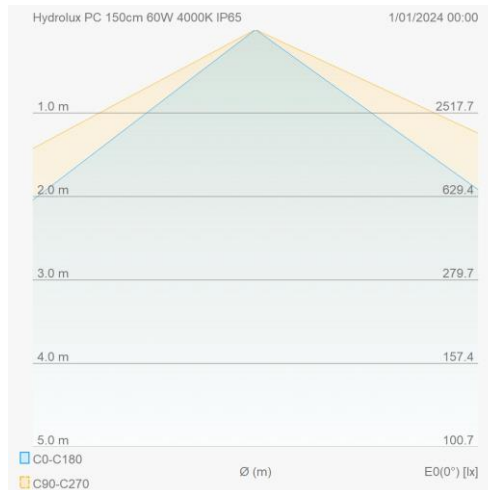 Hydrolux PC 150cm 60W 4000K IP65 1/01/2024 00:00
1.0 m 2517.7
2.0 m 629.4
3.0 m 279.7
4.0 m 157.4
5.0 m 100.7
C0-C180
Ø (m) E0(0°) [lx]
C90-C270